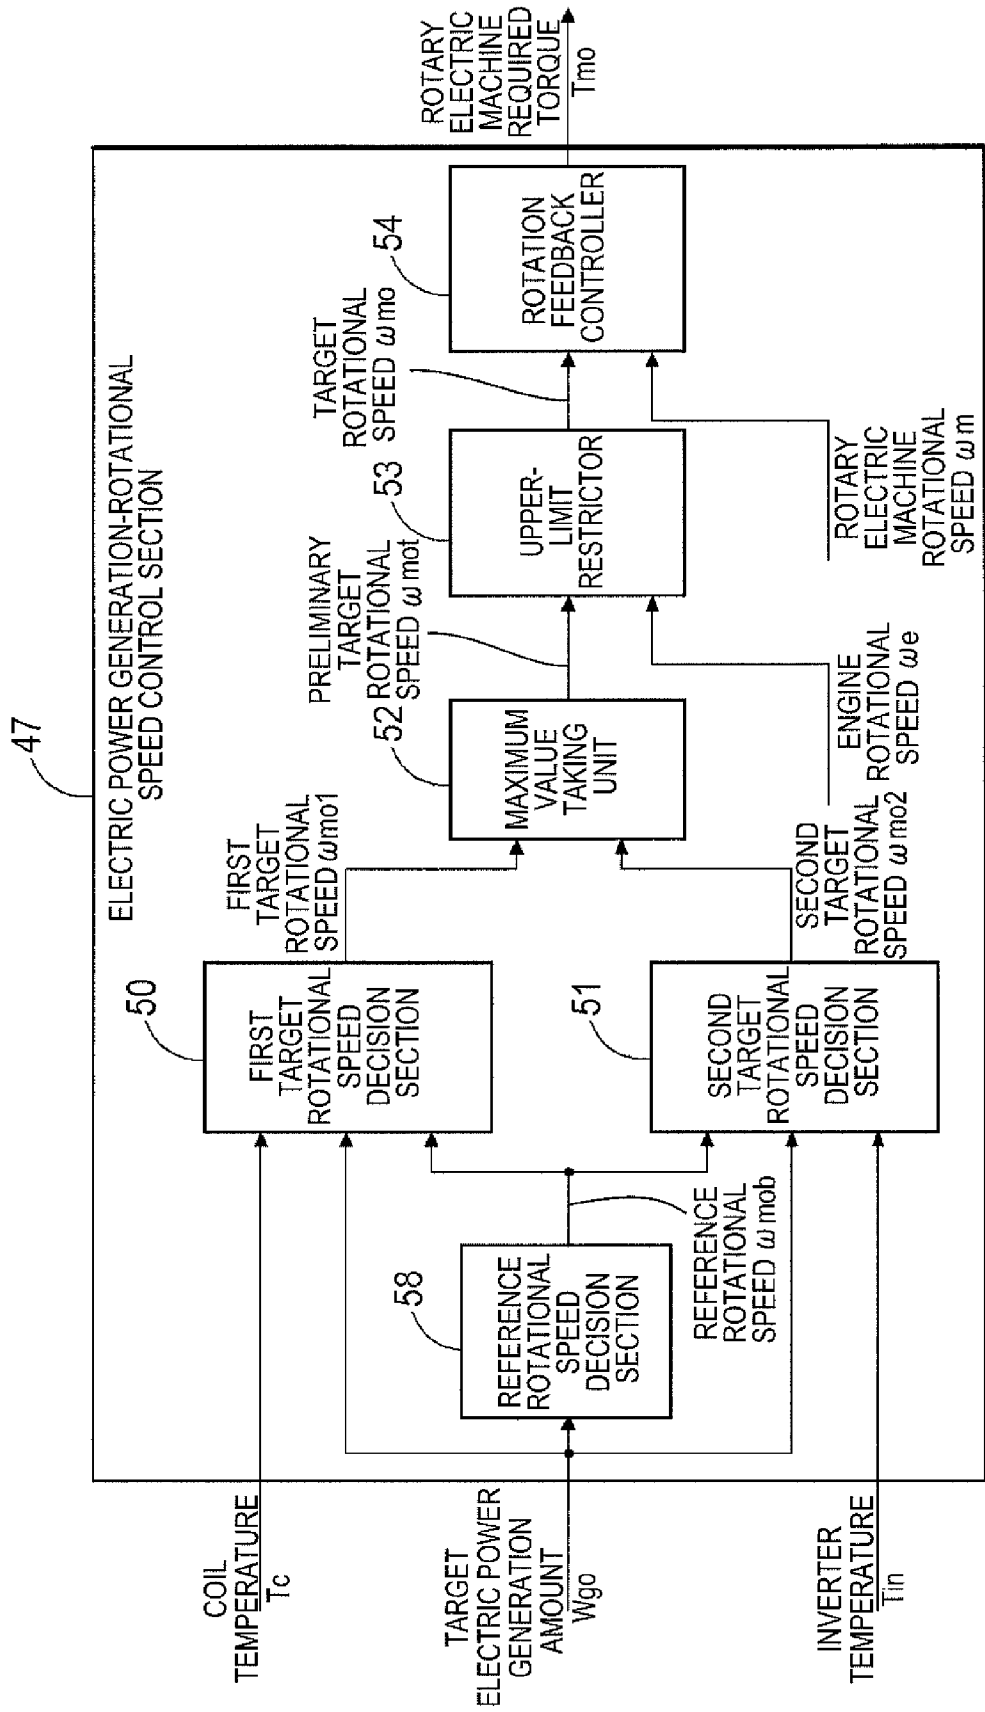 47
ELECTRIC POWER GENERATION-ROTATIONAL
SPEED CONTROL SECTION
COIL
TEMPERATURE
Tc
TARGET
ELECTRIC POWER
GENERATION
AMOUNT
Wgo
INVERTER
TEMPERATURE
Tin
58
REFERENCE
ROTATIONAL
SPEED
DECISION
SECTION
REFERENCE
ROTATIONAL
SPEED ωmob
50
FIRST
TARGET
ROTATIONAL
SPEED
DECISION
SECTION
51
SECOND
TARGET
ROTATIONAL
SPEED
DECISION
SECTION
FIRST
TARGET
ROTATIONAL
SPEED ωmo1
SECOND
TARGET
ROTATIONAL
SPEED ωmo2
52
MAXIMUM
VALUE
TAKING
UNIT
PRELIMINARY
TARGET
ROTATIONAL
SPEED ωmot
ENGINE
ROTATIONAL
SPEED ωe
53
UPPER-
LIMIT
RESTRICTOR
TARGET
ROTATIONAL
SPEED ωmo
ROTARY
ELECTRIC
MACHINE
ROTATIONAL
SPEED ωm
54
ROTATION
FEEDBACK
CONTROLLER
ROTARY
ELECTRIC
MACHINE
REQUIRED
TORQUE
Tmo